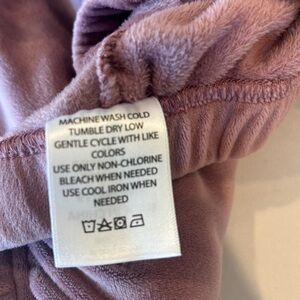 MACHINE WASH COLD
TUMBLE DRY LOW
GENTLE CYCLE WITH LIKE
COLORS
USE ONLY NON-CHLORINE
BLEACH WHEN NEEDED
USE COOL IRON WHEN
NEEDED